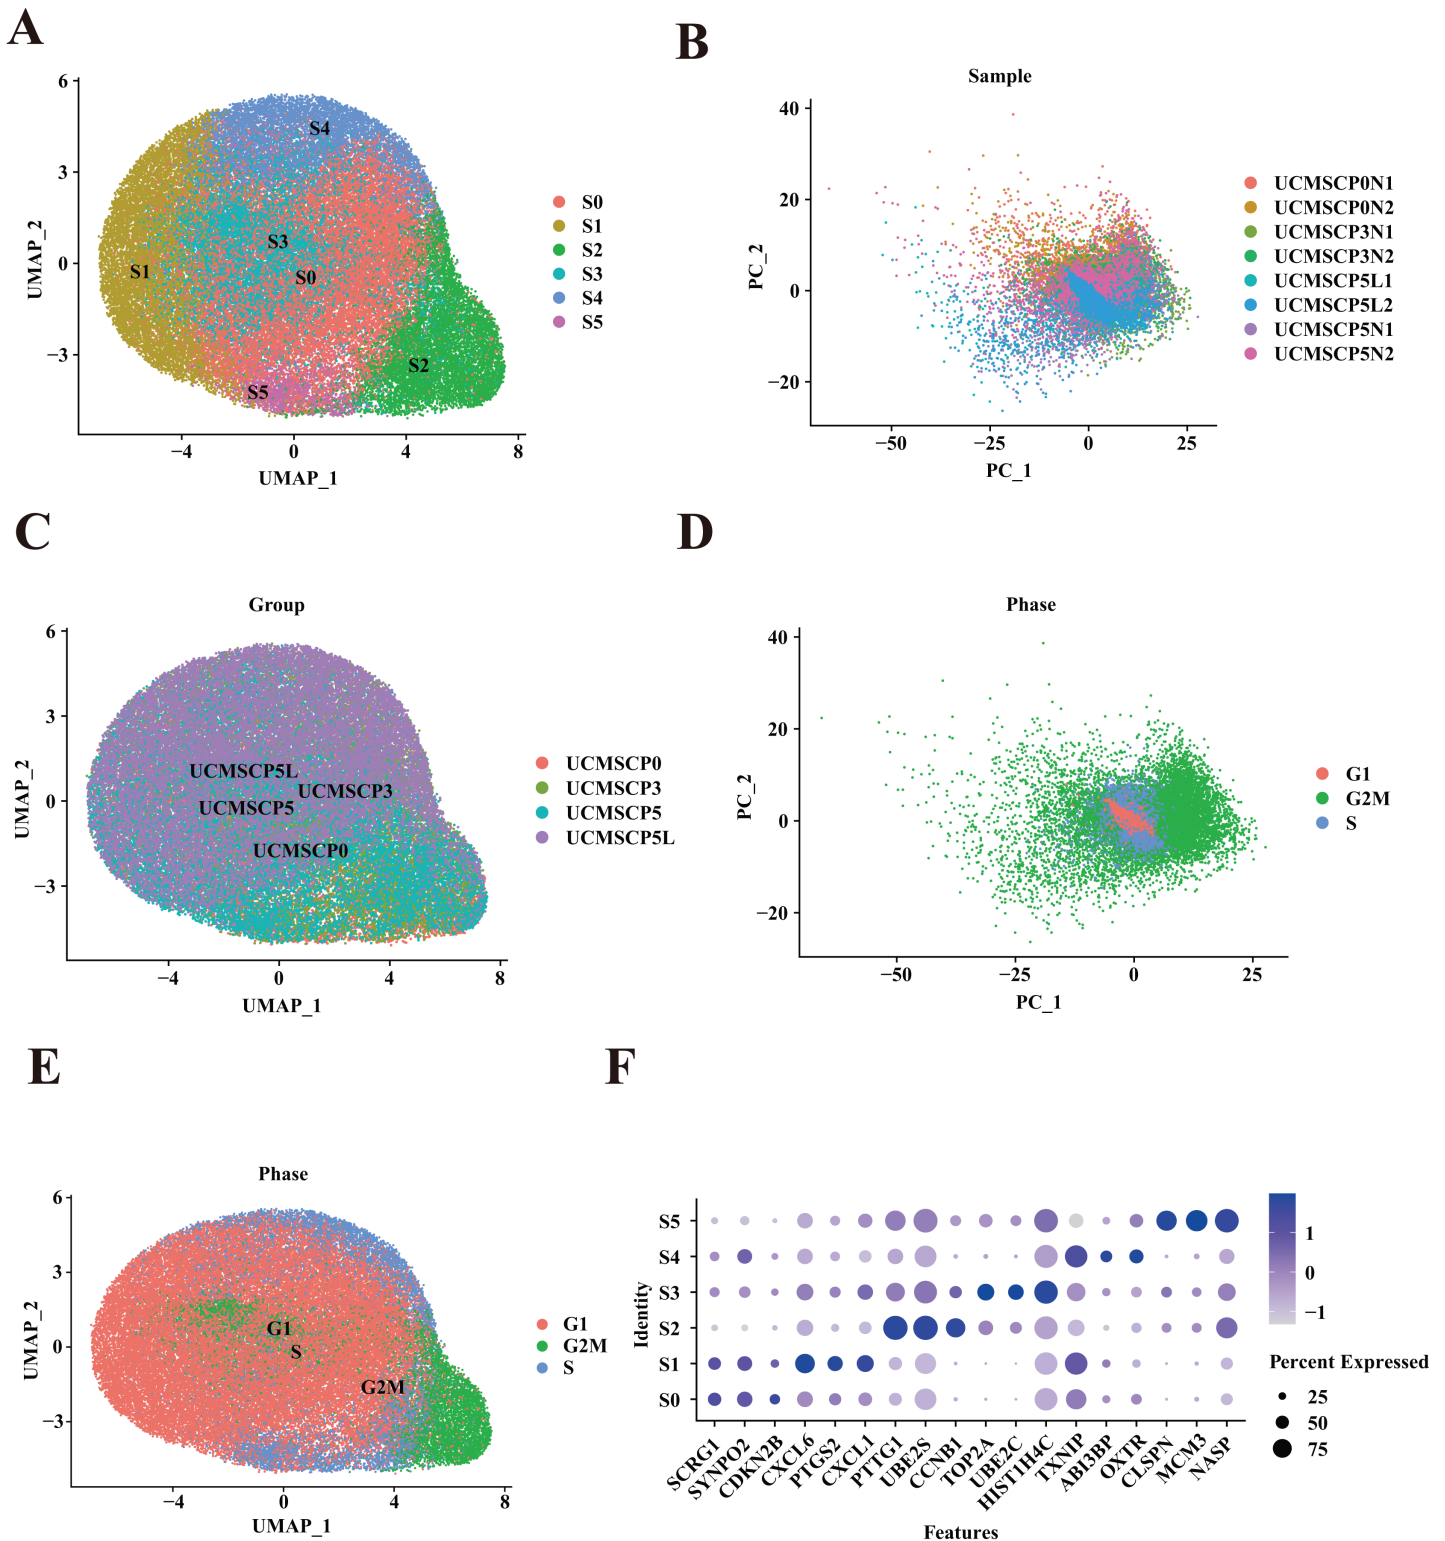 A
6
3
0
−3
UMAP_2
S4
S3
S1
S0
S2
S5
−4
0
4
8
UMAP_1
S0
S1
S2
S3
S4
S5
B
Sample
40
20
0
−20
PC_2
−50
−25
0
25
PC_1
UCMSCP0N1
UCMSCP0N2
UCMSCP3N1
UCMSCP3N2
UCMSCP5L1
UCMSCP5L2
UCMSCP5N1
UCMSCP5N2
C
Group
6
3
0
−3
UMAP_2
UCMSCP5L
UCMSCP3
UCMSCP5
UCMSCP0
−4
0
4
8
UMAP_1
UCMSCP0
UCMSCP3
UCMSCP5
UCMSCP5L
D
Phase
40
20
0
−20
PC_2
−50
−25
0
25
PC_1
G1
G2M
S
E
Phase
6
3
0
−3
UMAP_2
G1
S
G2M
−4
0
4
8
UMAP_1
G1
G2M
S
F
Identity
S5
S4
S3
S2
S1
S0
SCRG1
SYNPO2
CDKN2B
CXCL6
PTGS2
CXCL1
PTTG1
UBE2S
CCNB1
TOP2A
UBE2C
HIST1H4C
TXNIP
ABI3BP
OXTR
CLSPN
MCM3
NASP
Features
1
0
−1
Percent Expressed
25
50
75